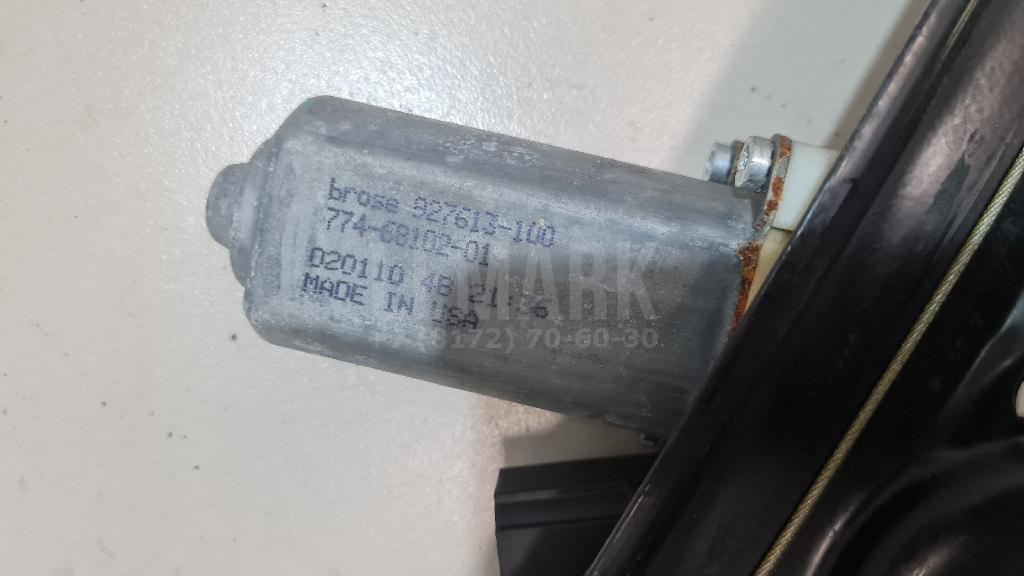 brose 927613-100
774-68102-01
020110 48 21:36
MADE IN USA
MARK
(8172) 70-60-30